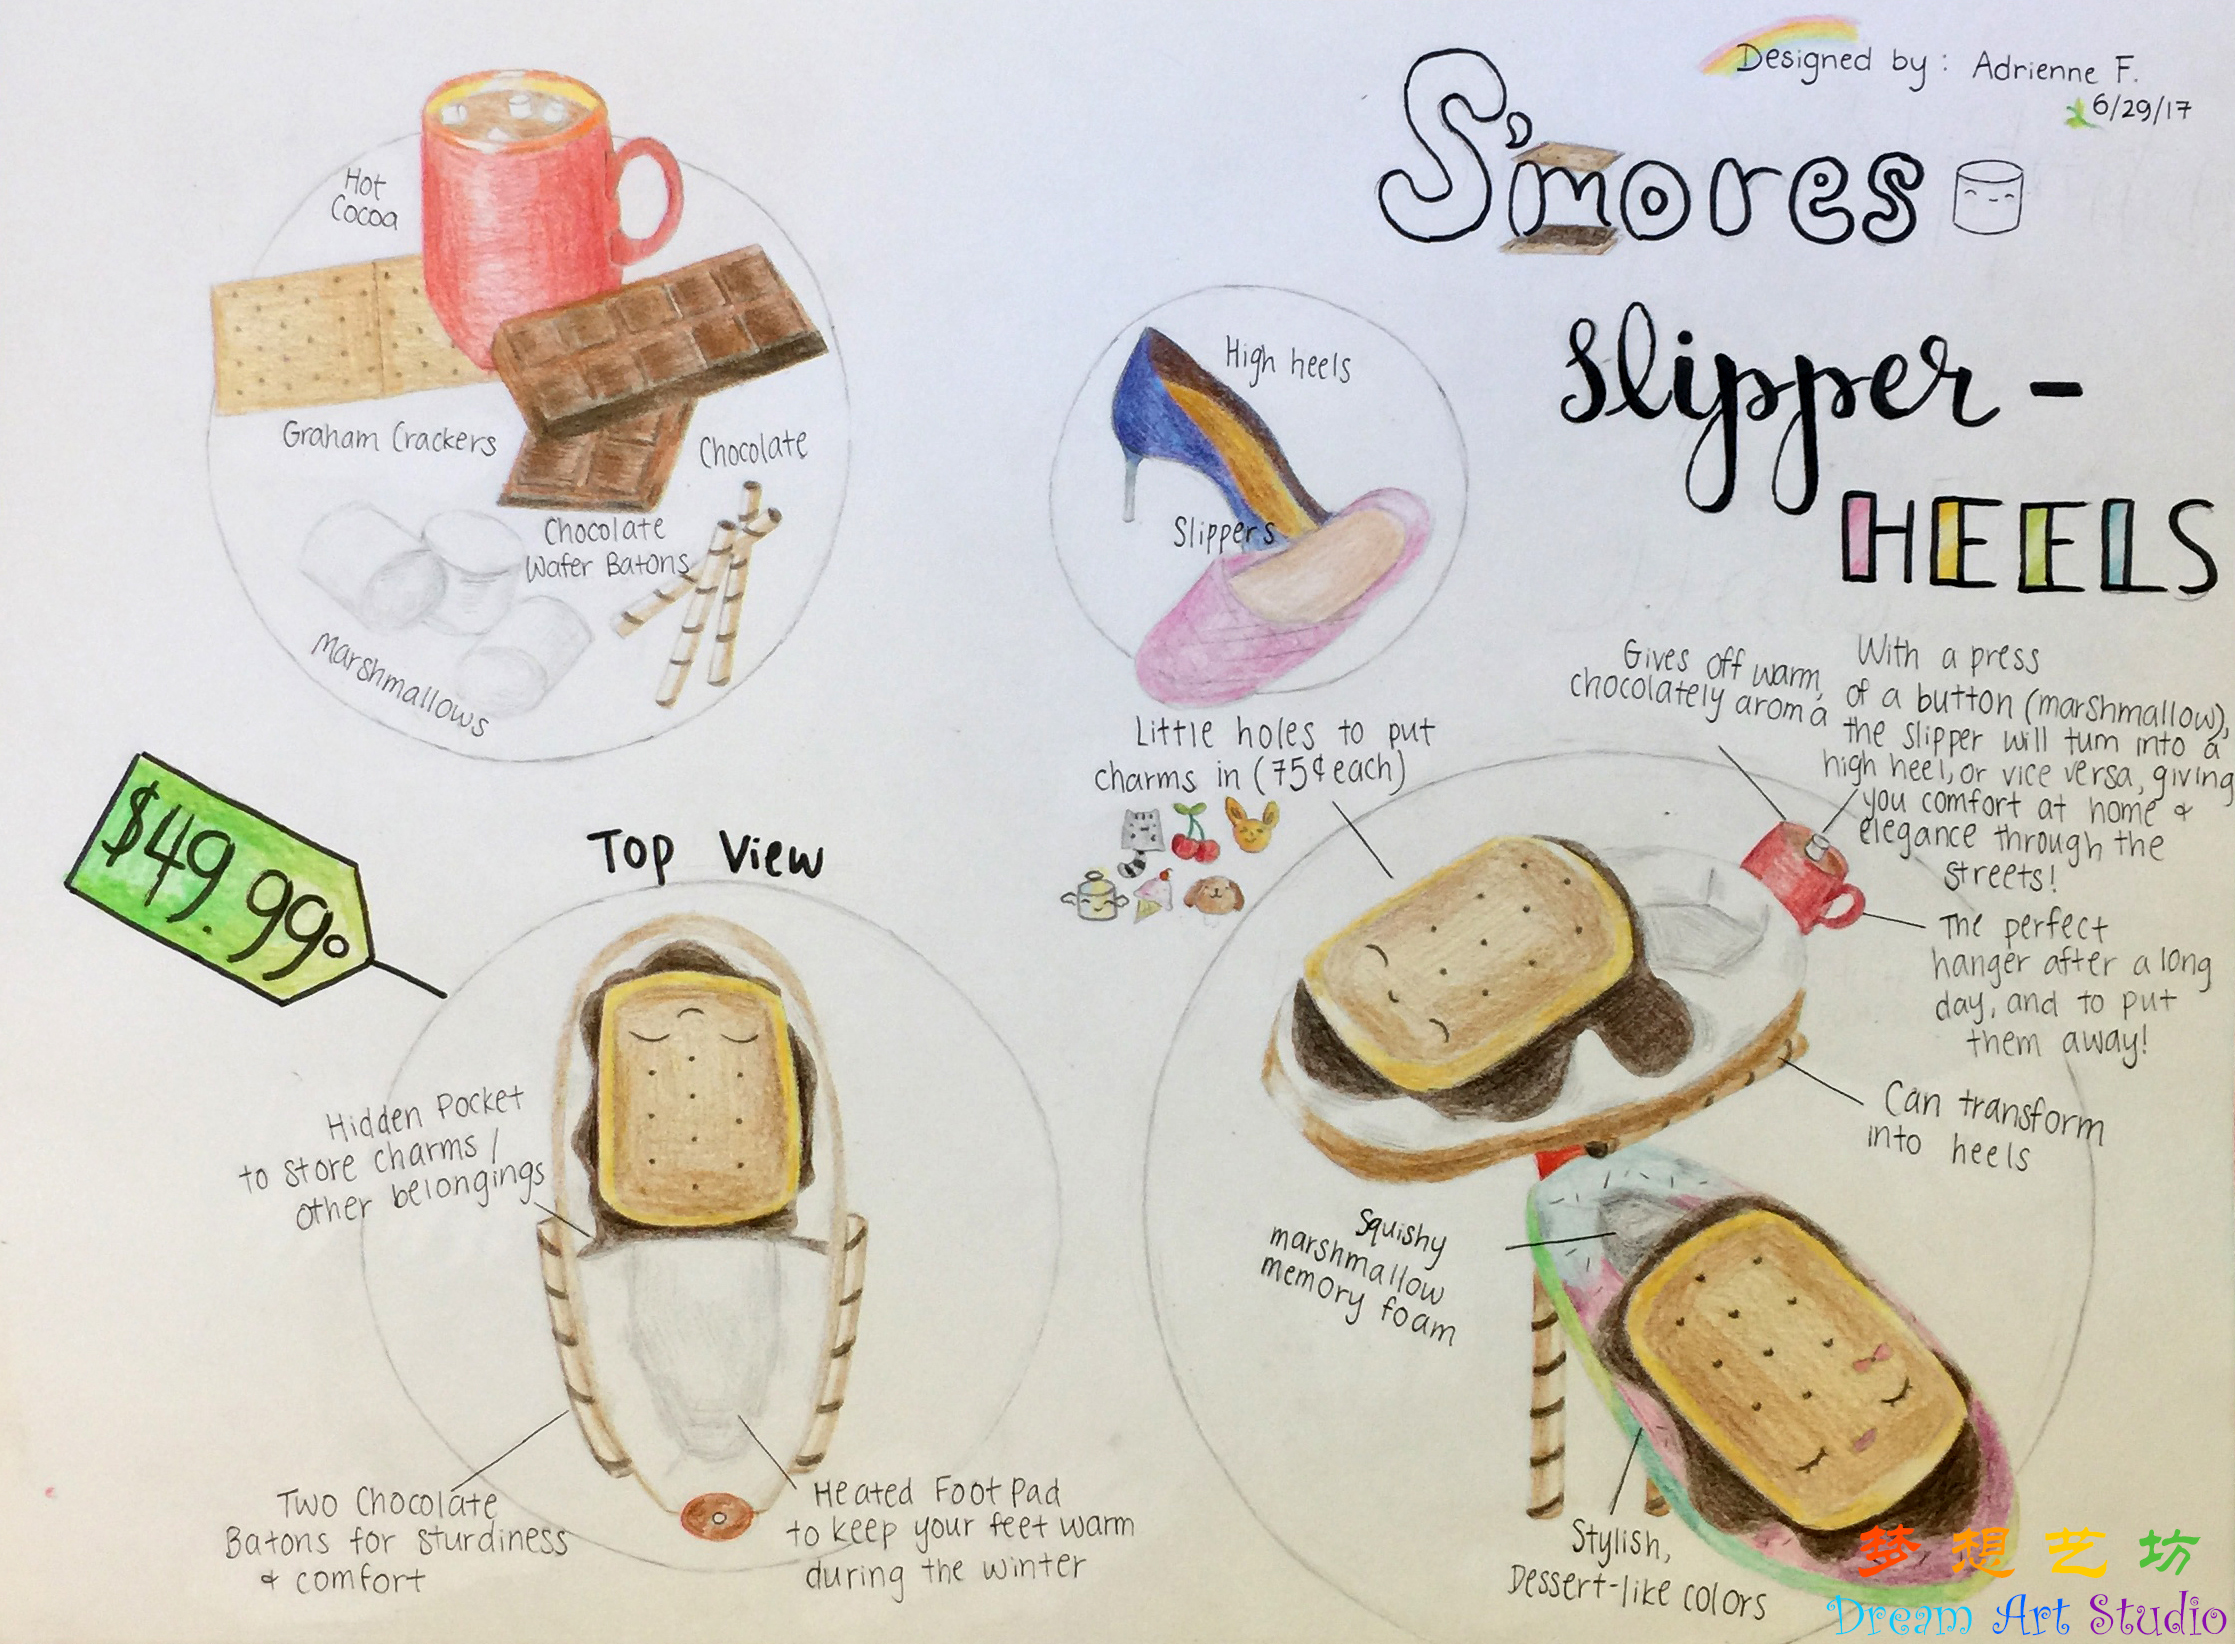 Designed by: Adrienne F.
6/29/17
S'mores
Slipper-
HEELS
Hot
Cocoa
Graham Crackers
Chocolate
Chocolate
Wafer Batons
Marshmallows
High heels
Slippers
Little holes to put
charms in (75¢ each)
Gives off warm,
chocolately aroma
With a press
of a button (marshmallow),
the slipper will turn into a
high heel, or vice versa, giving
you comfort at home &
elegance through the
streets!
The perfect
hanger after a long
day, and to put
them away!
Can transform
into heels
Squishy
marshmallow
memory foam
Stylish,
Dessert-like colors
$49.99
Top View
Hidden Pocket
to store charms /
other belongings
Two Chocolate
Batons for sturdiness
& comfort
Heated Foot Pad
to keep your feet warm
during the winter
梦想艺坊
Dream Art Studio